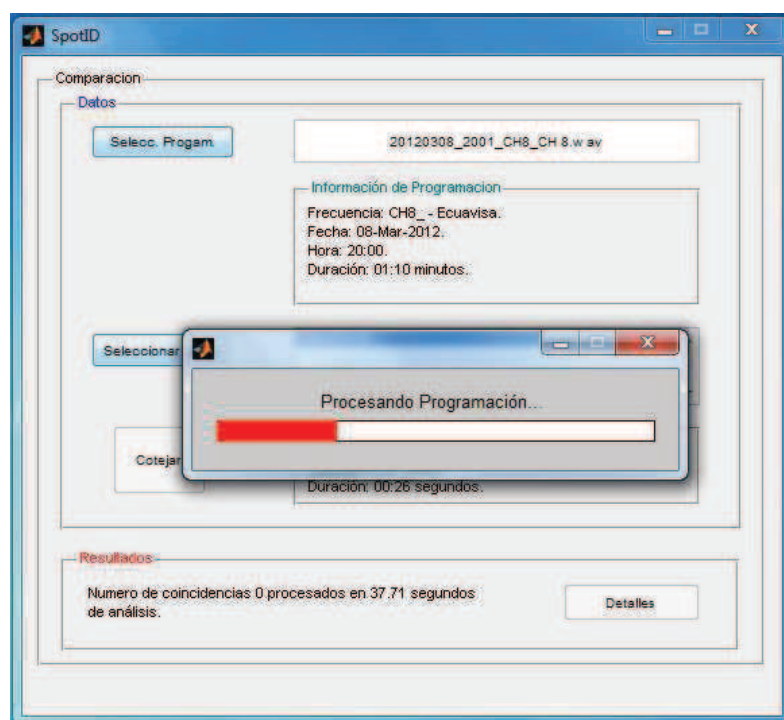 SpotID
Comparacion
Datos
Selecc. Progam.
20120308_2001_CH8_CH 8.w av
Información de Programacion
Frecuencia: CH8_ - Ecuavisa.
Fecha: 08-Mar-2012.
Hora: 20:00.
Duración: 01:10 minutos.
Seleccionar
Procesando Programación...
Cotejar
Duración: 00:26 segundos.
Resultados
Numero de coincidencias 0 procesados en 37.71 segundos
de análisis.
Detalles